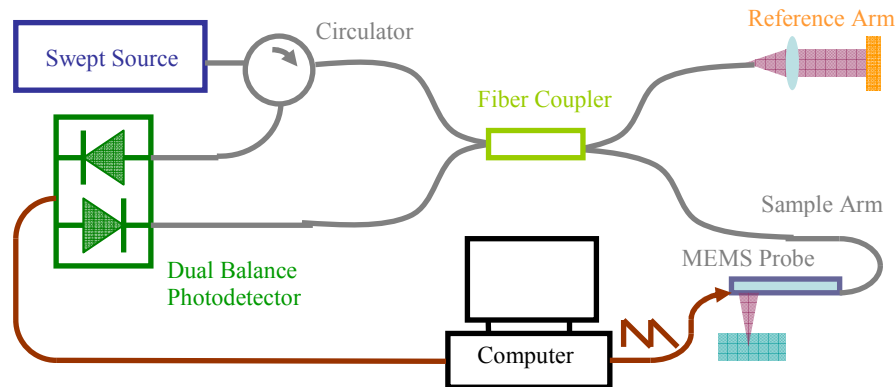 Swept Source
Circulator
Reference Arm
Fiber Coupler
Sample Arm
MEMS Probe
Dual Balance
Photodetector
Computer